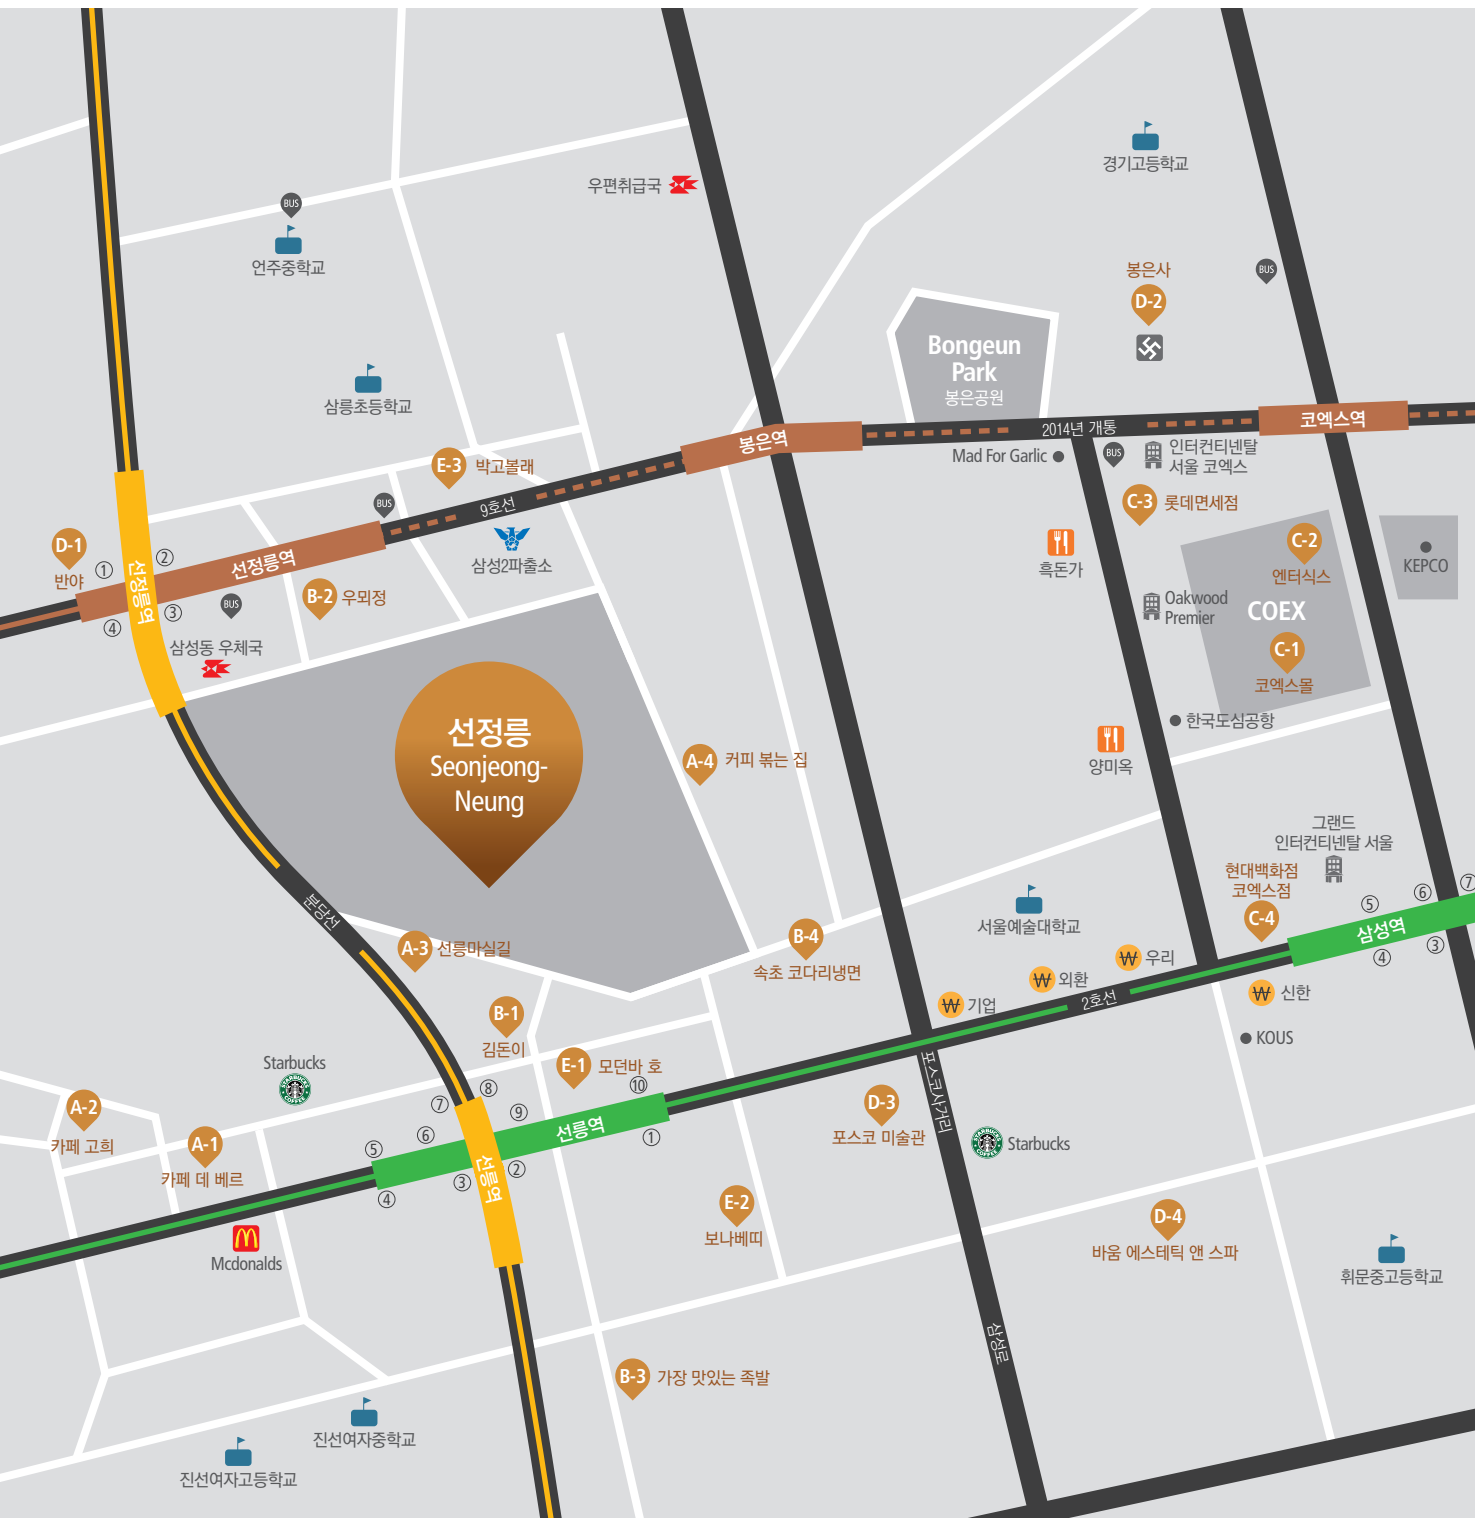 우편취급국
경기고등학교
BUS
언주중학교
봉은사
D-2
BUS
Bongeun
Park
봉은공원
삼릉초등학교
코엑스역
2014년 개통
봉은역
E-3 박고볼래
Mad For Garlic
BUS
인터컨티넨탈
서울 코엑스
C-3 롯데면세점
BUS
9호선
D-1
반야
①
②
선정릉역
선정릉역
③
④
BUS
B-2 우뫼정
삼성2파출소
흑돈가
C-2
엔터식스
KEPCO
Oakwood
Premier
COEX
C-1
코엑스몰
삼성동 우체국
한국도심공항
선정릉
Seonjeong-
Neung
A-4 커피 볶는 집
양미옥
그랜드
인터컨티넨탈 서울
현대백화점
코엑스점
C-4
⑤
⑥
⑦
삼성역
④
③
분당선
A-3 선릉마실길
B-4
속초 코다리냉면
서울예술대학교
₩ 우리
₩ 외환
₩ 기업
2호선
₩ 신한
KOUS
B-1
김돈이
E-1 모던바 호
⑩
Starbucks
STARBUCKS
COFFEE
포스코사거리
A-2
카페 고희
A-1
카페 데 베르
⑦
⑧
⑨
⑥
⑤
선릉역
①
②
③
④
선릉역
D-3
포스코 미술관
STARBUCKS
COFFEE
Starbucks
E-2
보나베띠
D-4
바움 에스테틱 앤 스파
Mcdonalds
휘문중고등학교
삼성로
B-3 가장 맛있는 족발
진선여자중학교
진선여자고등학교